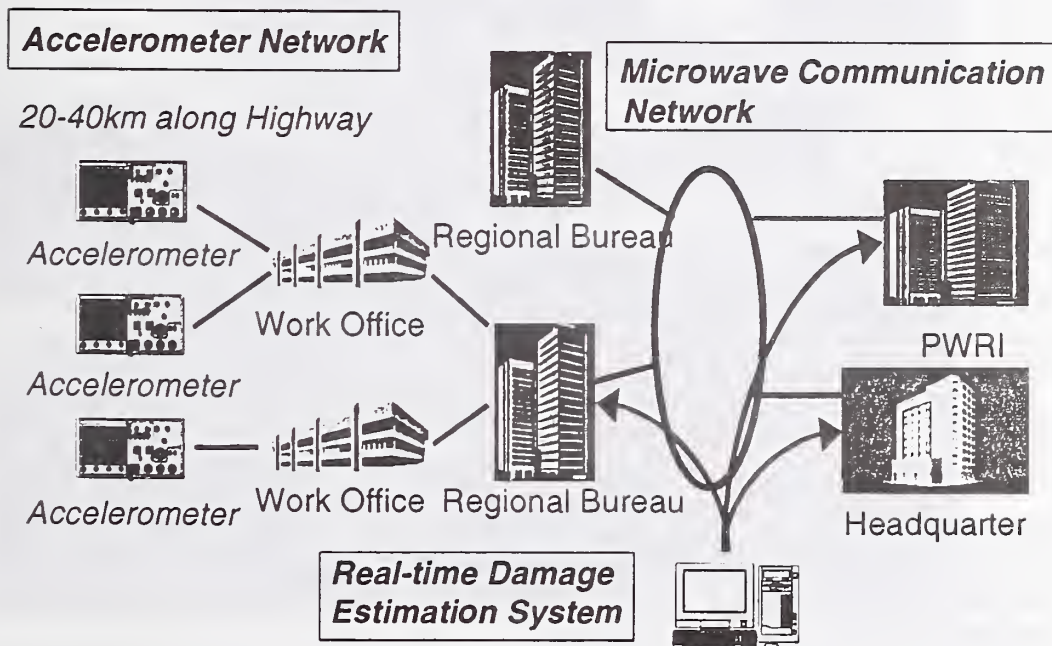 Accelerometer Network
20-40km along Highway
Microwave Communication
Network
Regional Bureau
Accelerometer
Work Office
Accelerometer
PWRI
Accelerometer
Work Office
Regional Bureau
Headquarter
Real-time Damage
Estimation System